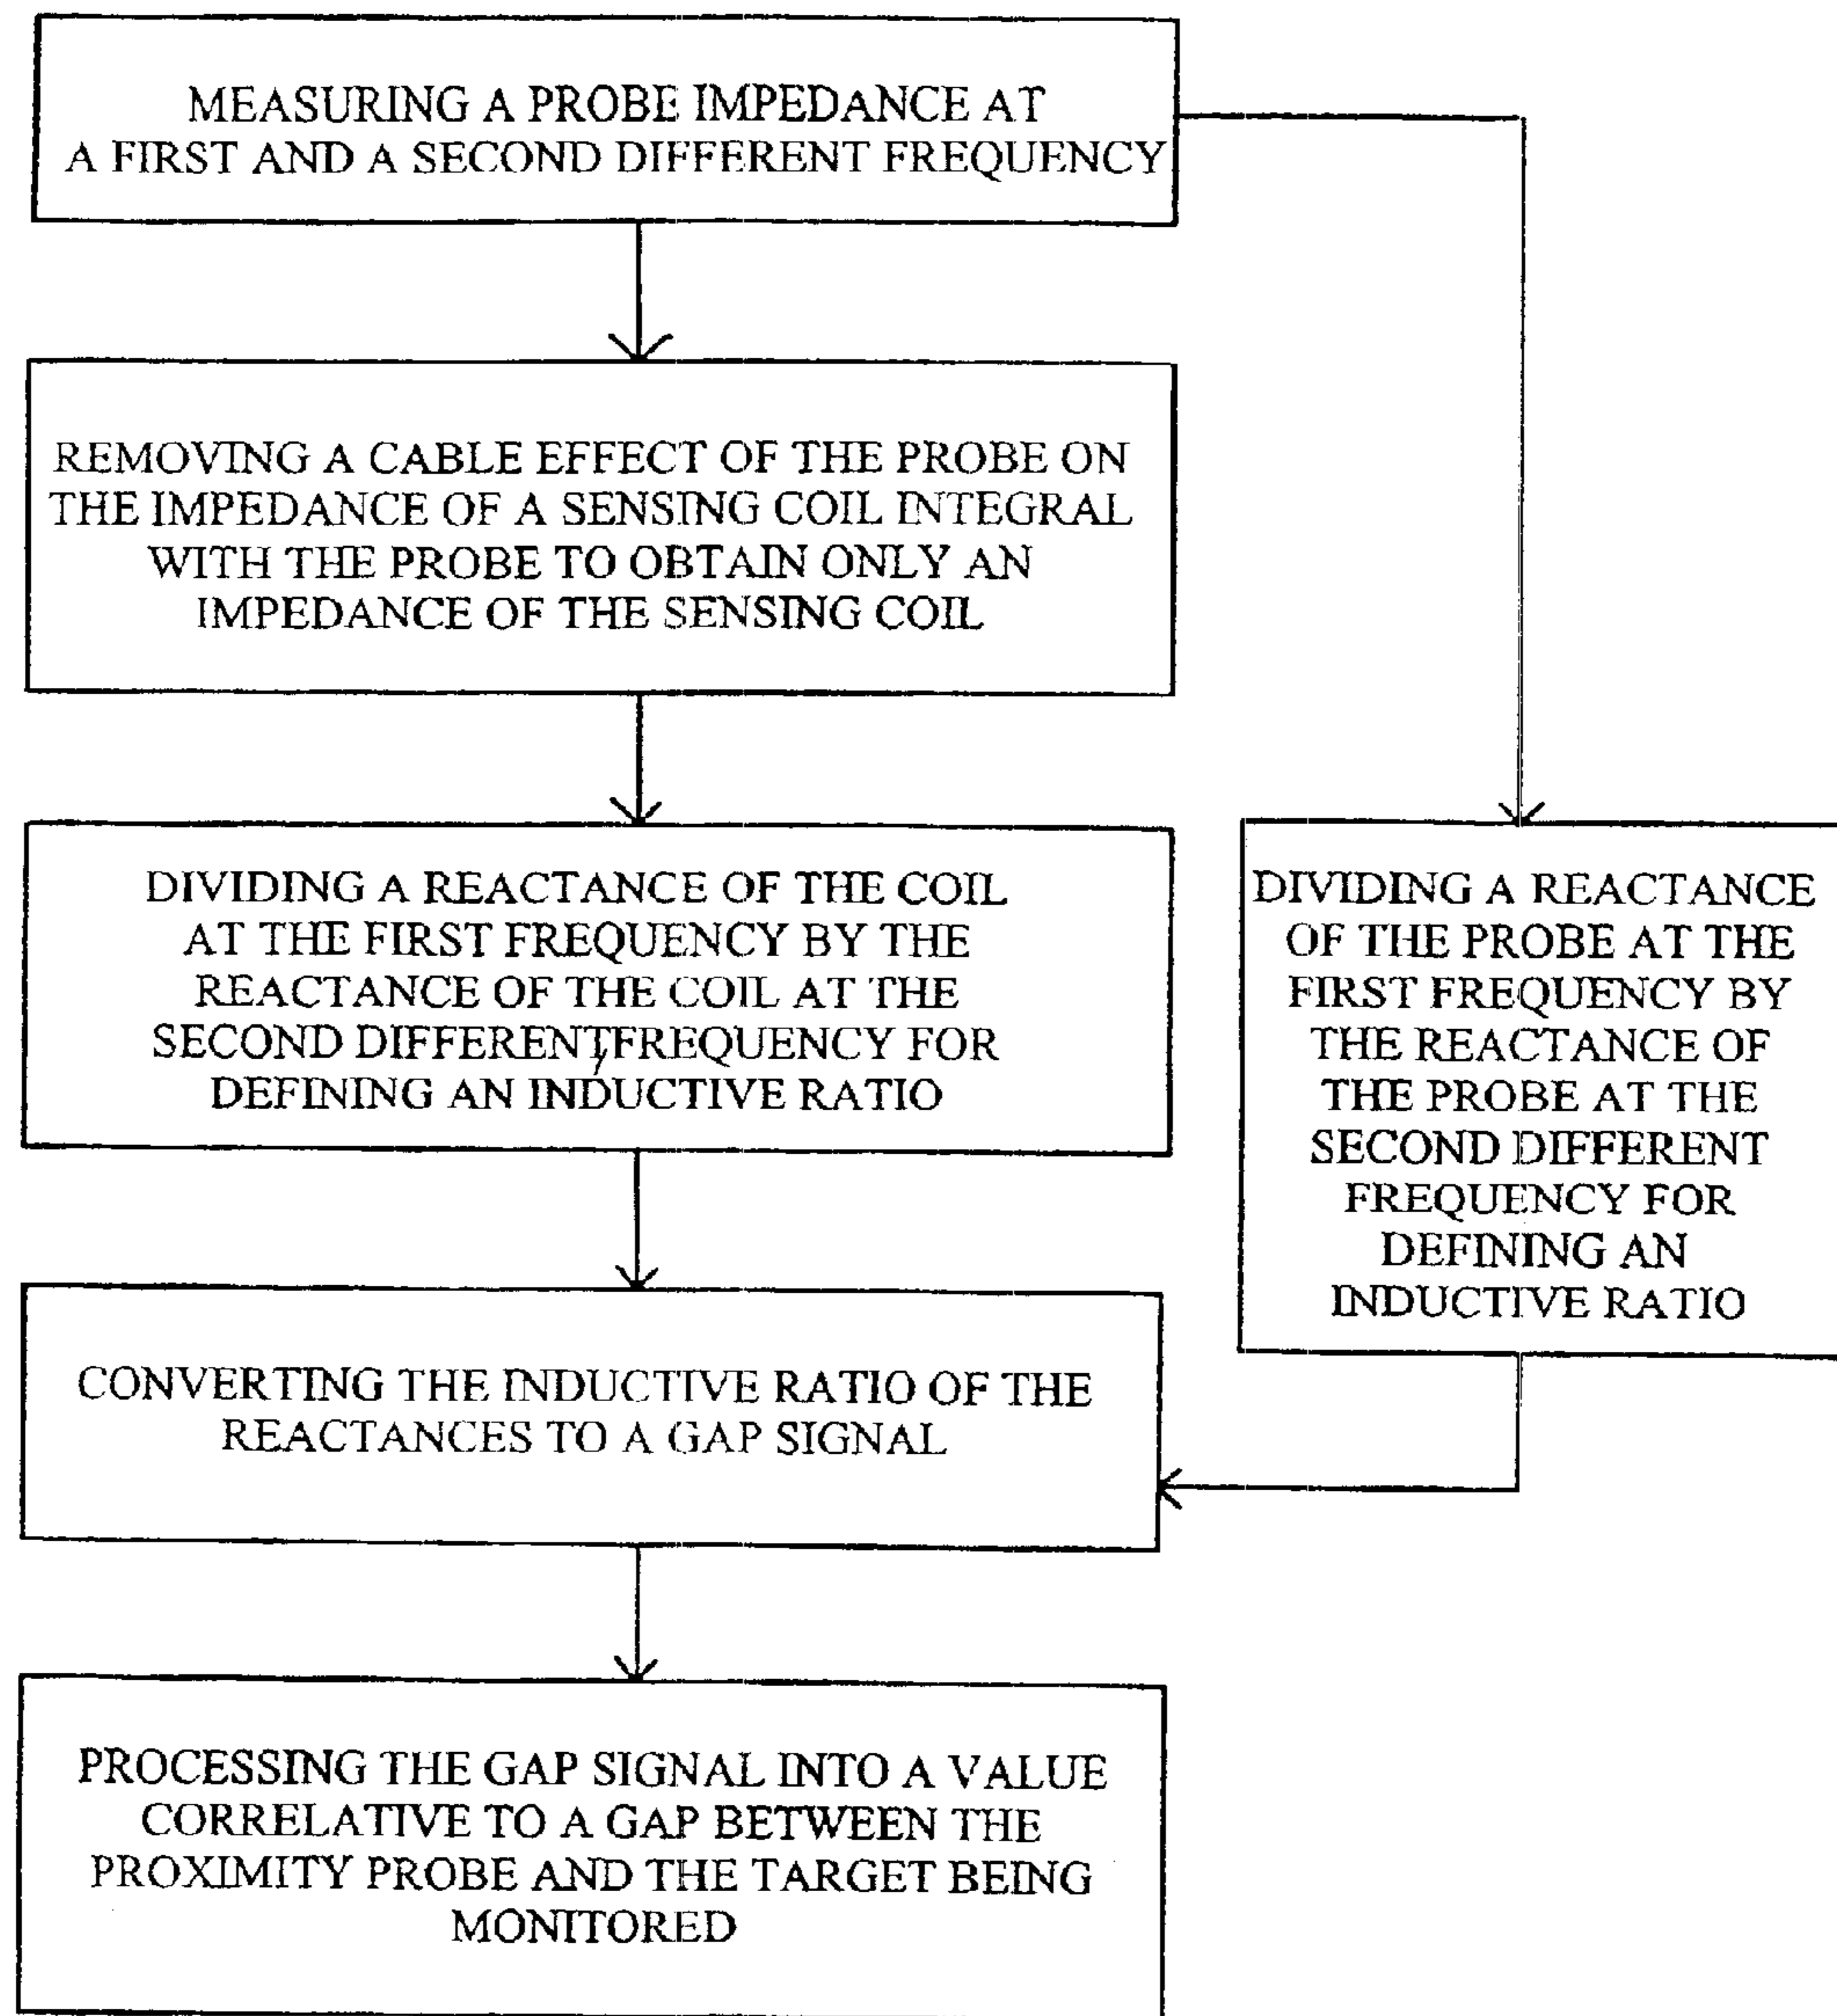 MEASURING A PROBE IMPEDANCE AT
A FIRST AND A SECOND DIFFERENT FREQUENCY
REMOVING A CABLE EFFECT OF THE PROBE ON
THE IMPEDANCE OF A SENSING COIL INTEGRAL
WITH THE PROBE TO OBTAIN ONLY AN
IMPEDANCE OF THE SENSING COIL
DIVIDING A REACTANCE OF THE COIL
AT THE FIRST FREQUENCY BY THE
REACTANCE OF THE COIL AT THE
SECOND DIFFERENT FREQUENCY FOR
DEFINING AN INDUCTIVE RATIO
DIVIDING A REACTANCE
OF THE PROBE AT THE
FIRST FREQUENCY BY
THE REACTANCE OF
THE PROBE AT THE
SECOND DIFFERENT
FREQUENCY FOR
DEFINING AN
INDUCTIVE RATIO
CONVERTING THE INDUCTIVE RATIO OF THE
REACTANCES TO A GAP SIGNAL
PROCESSING THE GAP SIGNAL INTO A VALUE
CORRELATIVE TO A GAP BETWEEN THE
PROXIMITY PROBE AND THE TARGET BEING
MONITORED